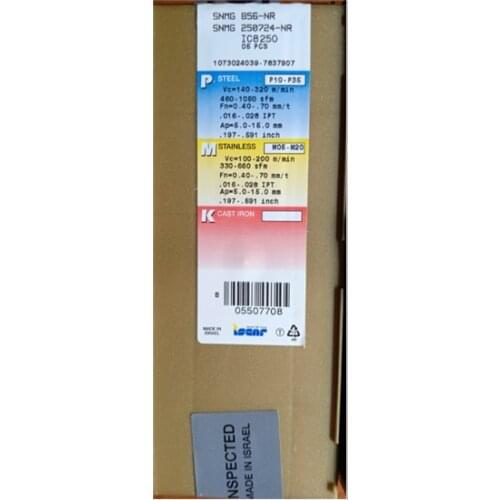 SNMG 856-NR
SNMG 250724-NR
IC8250
05 PCS
1073024039-7837907
P. STEEL P10-P35
Vc=140-320 m/min
460-1050 sfm
Fn=0.40-.70 mm/t
.016-.028 IPT
Ap=5.0-15.0 mm
.197-.591 inch
M STAINLESS M05-M20
Vc=100-200 m/min
330-660 sfm
Fn=0.40-.70 mm/t
.016-.028 IPT
Ap=5.0-15.0 mm
.197-.591 inch
K CAST IRON
8
05507708
MADE IN
ISRAEL
iscar
T
INSPECTED
MADE IN ISRAEL